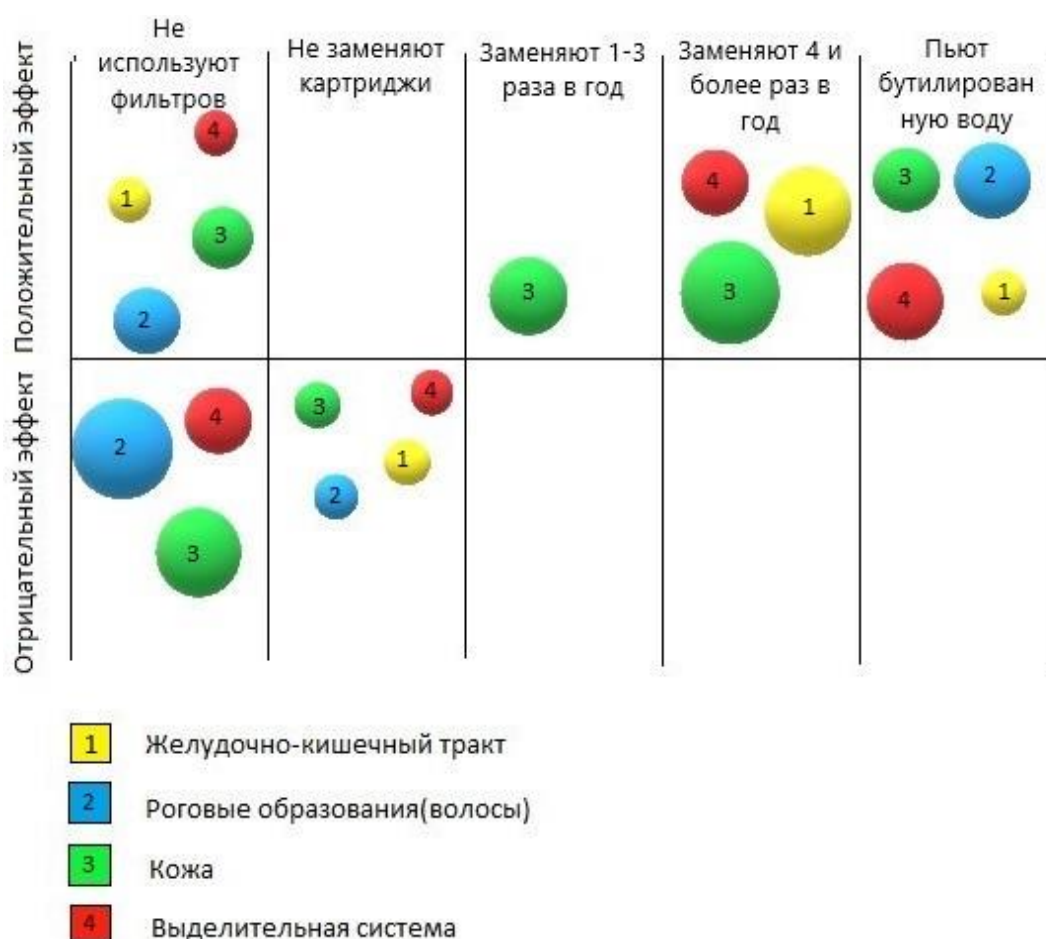 Не
используют
фильтров
Не заменяют
картриджи
Заменяют 1-3
раза в год
Заменяют 4 и
более раз в
год
Пьют
бутилирован
ную воду
Положительный эффект
4
1
3
2
3
4
1
3
3
2
4
1
Отрицательный эффект
2
4
3
3
4
1
2
1 Желудочно-кишечный тракт
2 Роговые образования(волосы)
3 Кожа
4 Выделительная система